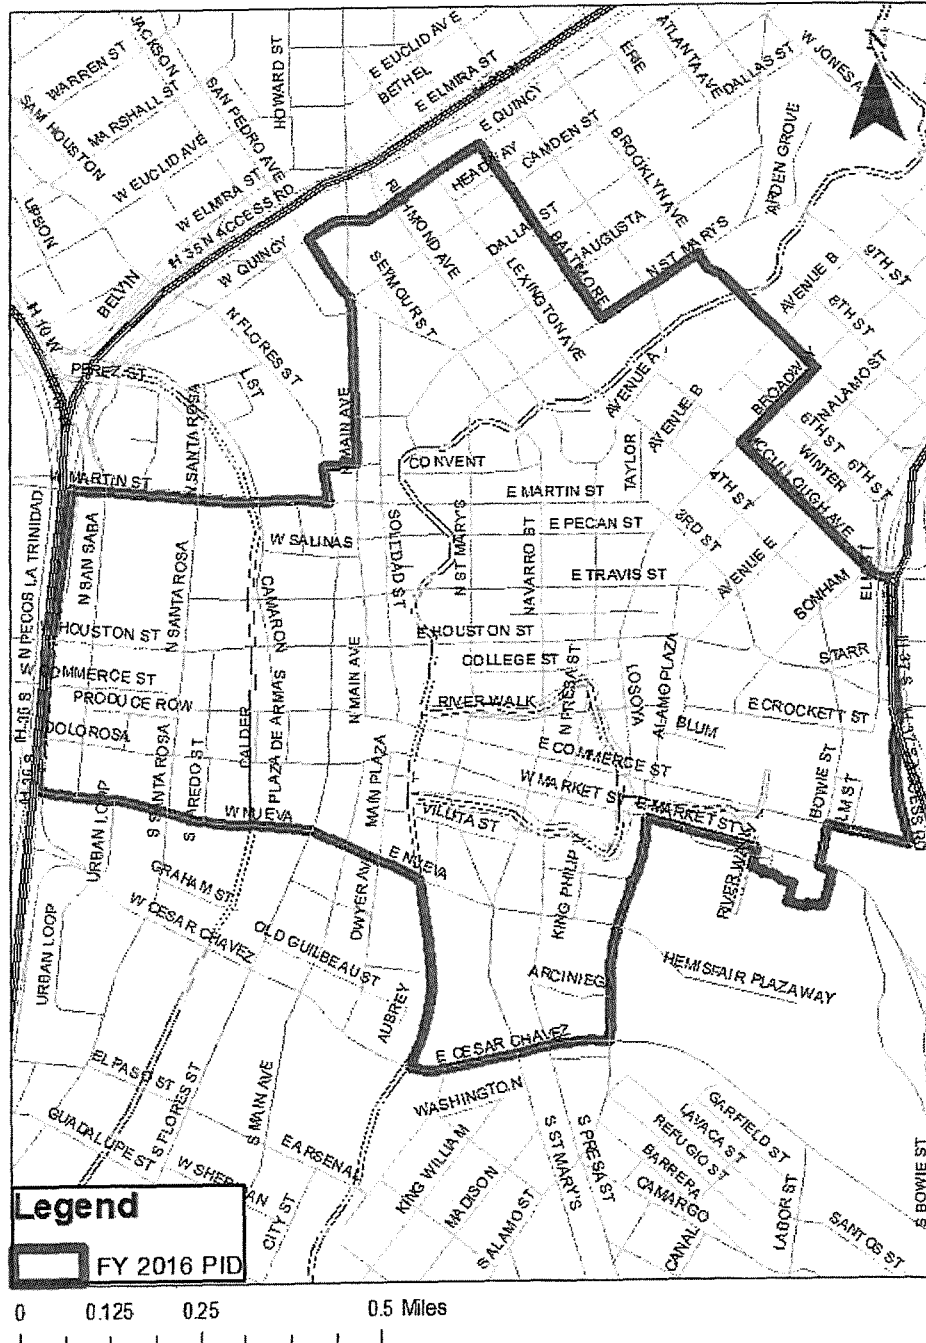 WARREN ST
JACKSON
HOWARD ST
E EUCLID AVE
BETHEL
E ELMIRA ST
ERIE
ATLANTA AVE
DALLAS ST
W JONES A
SAM HOUSTON
MARSHALL ST
SAN PEDRO AVE
E QUINCY
CAMDEN ST
BROOKLYN AVE
ARDEN GROVE
W EUCLID AVE
W ELMIRA ST
UPSON
IH 35 N ACCESS RD
RICHMOND AVE
DALLAS ST
AUGUSTA
BALTIMORE
N ST MARYS
AVENUE B
9TH ST
8TH ST
W QUINCY
BELVIN
SEYMOUR ST
LEXINGTON AVE
IH 10 W
N FLORES ST
PEREZ ST
L ST
N SANTA ROSA
N MAIN AVE
AVENUE A
AVENUE B
BROADW
N ALAMO ST
6TH ST
6TH ST
WINTER
MCCULLOUGH AVE
CONVENT
TAYLOR
4TH ST
W MARTIN ST
E MARTIN ST
E PECAN ST
3RD ST
N PECOS LA TRINIDAD
N SAN SABA
W SALINAS
SOLEDAD ST
N ST MARY'S
NAVARRO ST
E TRAVIS ST
AVENUE E
BONHAM
ELM ST
N SANTA ROSA
CAMARON
W HOUSTON ST
E HOUSTON ST
COLLEGE ST
STARR
W COMMERCE ST
PRODUCE ROW
N MAIN AVE
RIVER WALK
N PRESA ST
LOSOYA
ALAMO PLAZA
BLUM
E CROCKETT ST
DOLOROSA
CALDER
PLAZA DE ARMAS
E COMMERCE ST
W MARKET ST
E MARKET ST
BOWIE ST
S SANTA ROSA
S LAREDO ST
W NUEVA
MAIN PLAZA
VILLITA ST
URBAN LOOP
E NUEVA
KING PHILIP
RIVER WALK
GRAHAM ST
DWYER AV
W CESAR CHAVEZ
OLD GUILBEAU ST
URBAN LOOP
HEMISFAIR PLAZA WAY
ARCINIEG
AUBREY
E CESAR CHAVEZ
EL PASO ST
S FLORES ST
S MAIN AVE
WASHINGTON
GUADALUPE ST
E ARSENAL
KING WILLIAM
MADISON
S ALAMO ST
S ST MARY'S
S PRESA ST
GARFIELD ST
LAVACA ST
REFUGIO ST
BARRERA
CAMARGO
CANAL
LABOR ST
SANTOS ST
S BOWIE ST
CITY ST
Legend
FY 2016 PID
0 0.125 0.25 0.5 Miles